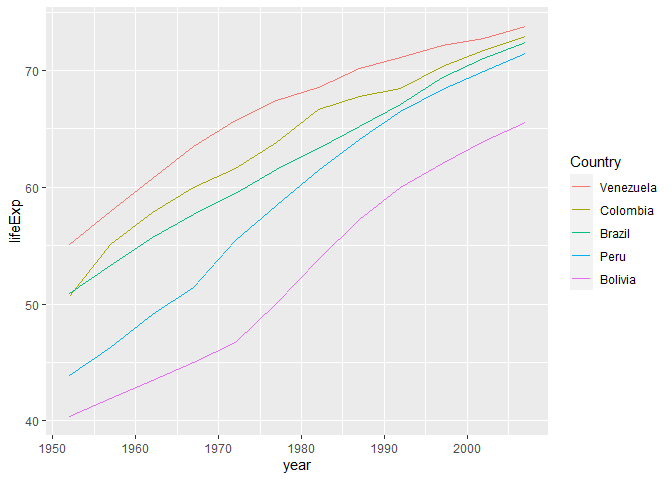 70
60
50
40
lifeExp
1950
1960
1970
1980
1990
2000
year
Country
Venezuela
Colombia
Brazil
Peru
Bolivia